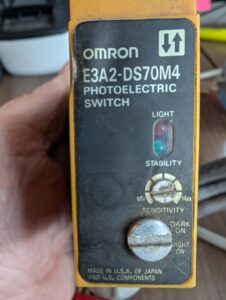 OMRON
E3A2-DS70M4
PHOTOELECTRIC
SWITCH
LIGHT
STABILITY
Min Max
SENSITIVITY
DARK
ON
LIGHT
ON
MADE IN U.S.A. OF JAPAN
AND U.S. COMPONENTS